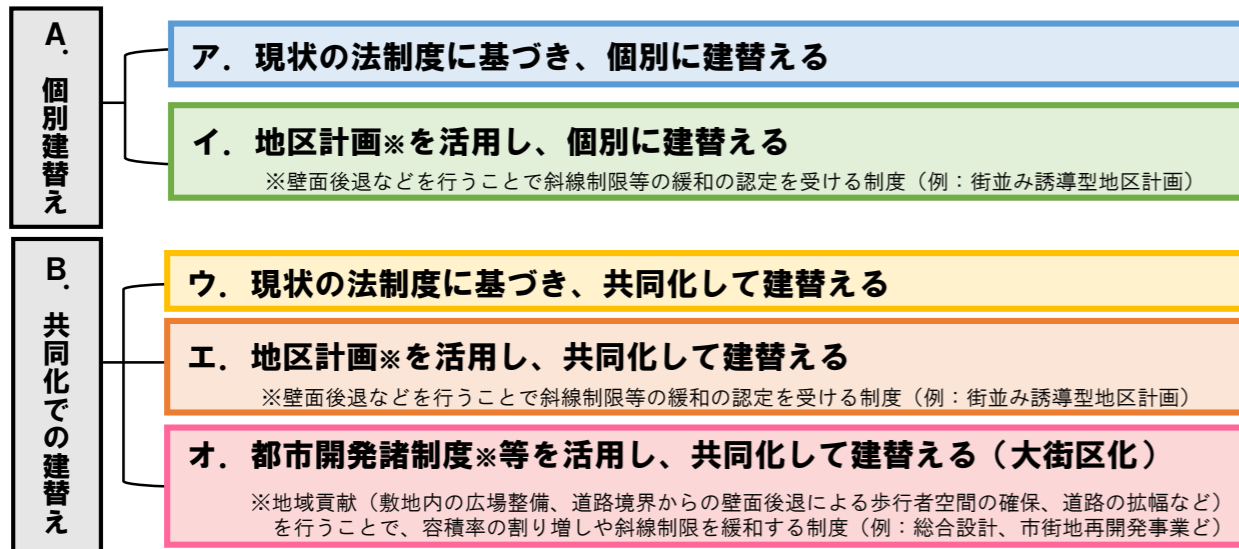 A．個別建替え
ア．現状の法制度に基づき、個別に建替える
イ．地区計画※を活用し、個別に建替える
※壁面後退などを行うことで斜線制限等の緩和の認定を受ける制度（例：街並み誘導型地区計画）
B．共同化での建替え
ウ．現状の法制度に基づき、共同化して建替える
エ．地区計画※を活用し、共同化して建替える
※壁面後退などを行うことで斜線制限等の緩和の認定を受ける制度（例：街並み誘導型地区計画）
オ．都市開発諸制度※等を活用し、共同化して建替える（大街区化）
※地域貢献（敷地内の広場整備、道路境界からの壁面後退による歩行者空間の確保、道路の拡幅など）
を行うことで、容積率の割り増しや斜線制限を緩和する制度（例：総合設計、市街地再開発事業ど）